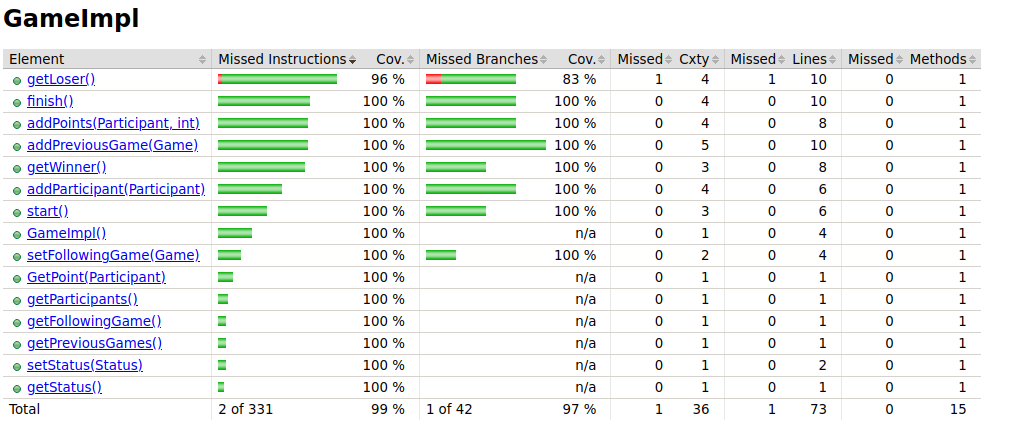 GameImpl
Element Missed Instructions Cov. Missed Branches Cov. Missed Cxty Missed Lines Missed Methods
getLoser() 96 % 83 % 1 4 1 10 0 1
finish() 100 % 100 % 0 4 0 10 0 1
addPoints(Participant, int) 100 % 100 % 0 4 0 8 0 1
addPreviousGame(Game) 100 % 100 % 0 5 0 10 0 1
getWinner() 100 % 100 % 0 3 0 8 0 1
addParticipant(Participant) 100 % 100 % 0 4 0 6 0 1
start() 100 % 100 % 0 3 0 6 0 1
GameImpl() 100 % n/a 0 1 0 4 0 1
setFollowingGame(Game) 100 % 100 % 0 2 0 4 0 1
GetPoint(Participant) 100 % n/a 0 1 0 1 0 1
getParticipants() 100 % n/a 0 1 0 1 0 1
getFollowingGame() 100 % n/a 0 1 0 1 0 1
getPreviousGames() 100 % n/a 0 1 0 1 0 1
setStatus(Status) 100 % n/a 0 1 0 2 0 1
getStatus() 100 % n/a 0 1 0 1 0 1
Total 2 of 331 99 % 1 of 42 97 % 1 36 1 73 0 15